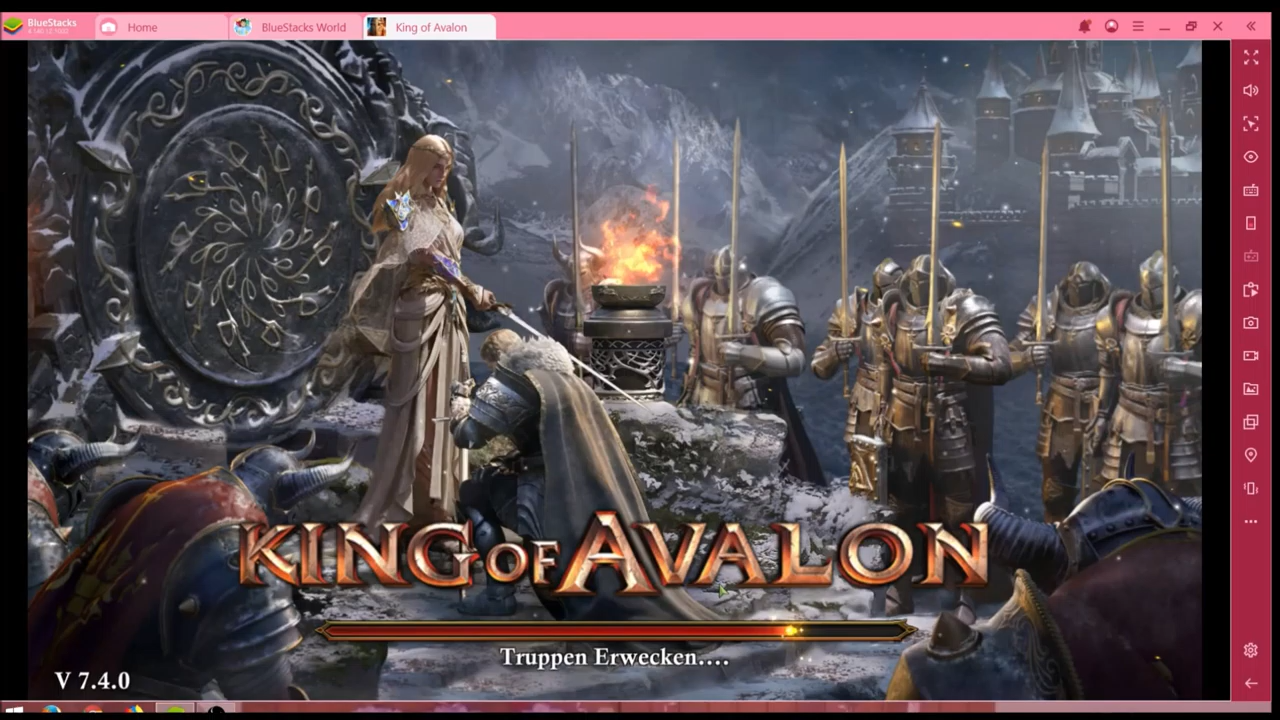 BlueStacks
Home
BlueStacks World
King of Avalon
KING OF AVALON
Truppen Erwecken....
V 7.4.0